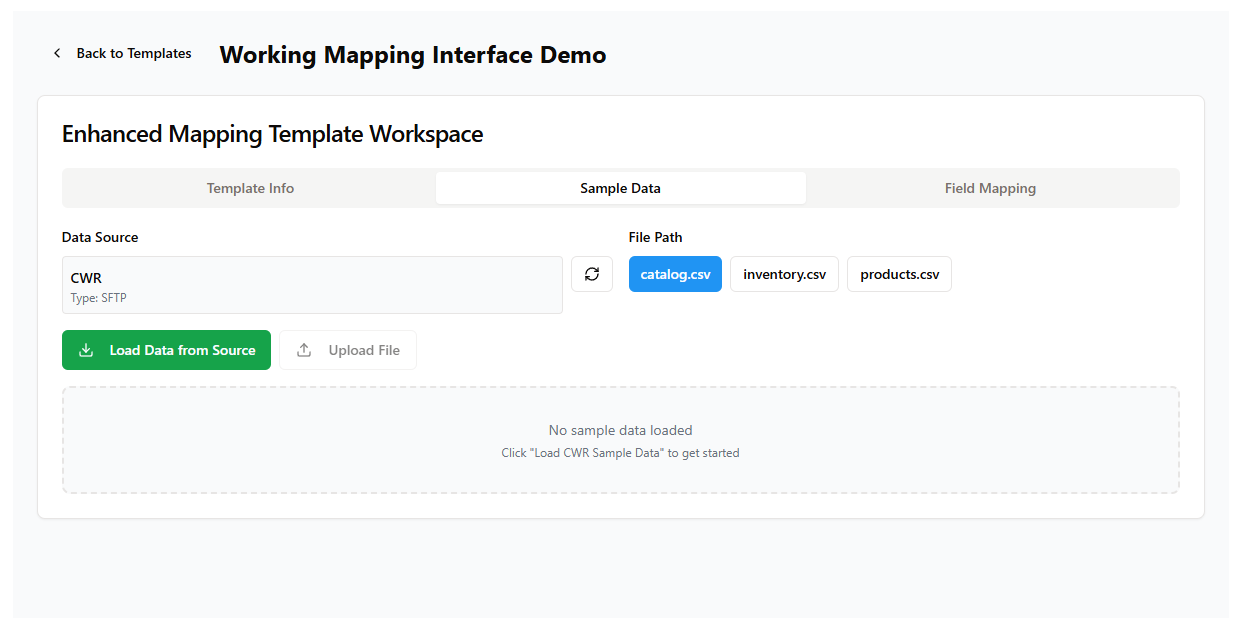 Back to Templates
Working Mapping Interface Demo
Enhanced Mapping Template Workspace
Template Info
Sample Data
Field Mapping
Data Source
File Path
CWR
Type: SFTP
catalog.csv
inventory.csv
products.csv
Load Data from Source
Upload File
No sample data loaded
Click "Load CWR Sample Data" to get started